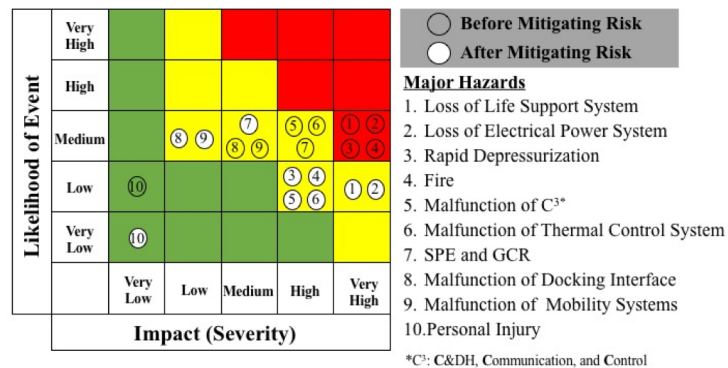 Before Mitigating Risk
After Mitigating Risk
Likelihood of Event
Very
High
High
Medium
8 9
7
8 9
5 6
7
1 2
3 4
Low
10
3 4
5 6
1 2
Very
Low
10
Very
Low
Low
Medium
High
Very
High
Impact (Severity)
Major Hazards
1. Loss of Life Support System
2. Loss of Electrical Power System
3. Rapid Depressurization
4. Fire
5. Malfunction of C³*
6. Malfunction of Thermal Control System
7. SPE and GCR
8. Malfunction of Docking Interface
9. Malfunction of Mobility Systems
10.Personal Injury
*C³: C&DH, Communication, and Control